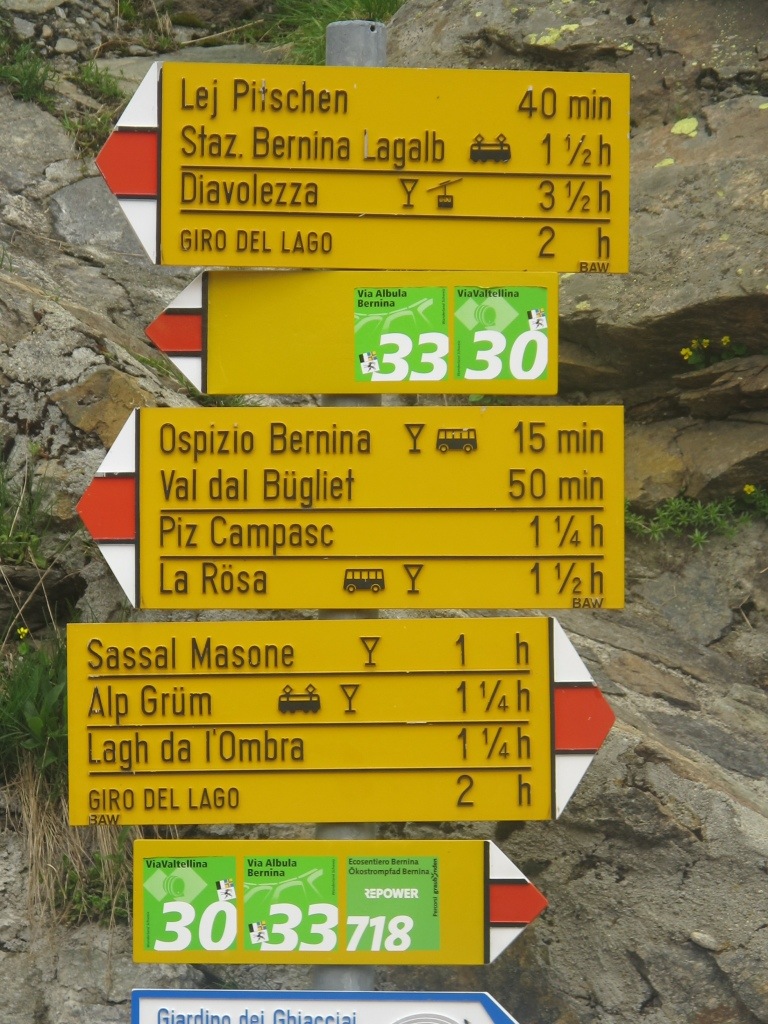 Lej Pitschen 40 min
Staz. Bernina Lagalb 1 ½ h
Diavolezza 3 ½ h
GIRO DEL LAGO 2 h
BAW
Via Albula
Bernina
33
ViaValtellina
30
Ospizio Bernina 15 min
Val dal Bügliet 50 min
Piz Campasc 1 ¼ h
La Rösa 1 ½ h
BAW
Sassal Masone 1 h
Alp Grüm 1 ¼ h
Lagh da l'Ombra 1 ¼ h
GIRO DEL LAGO 2 h
BAW
ViaValtellina
30
Via Albula
Bernina
33
Ecosentiero Bernina
Ökostrompfad Bernina
REPOWER
718
Giardino dei Ghiacciai